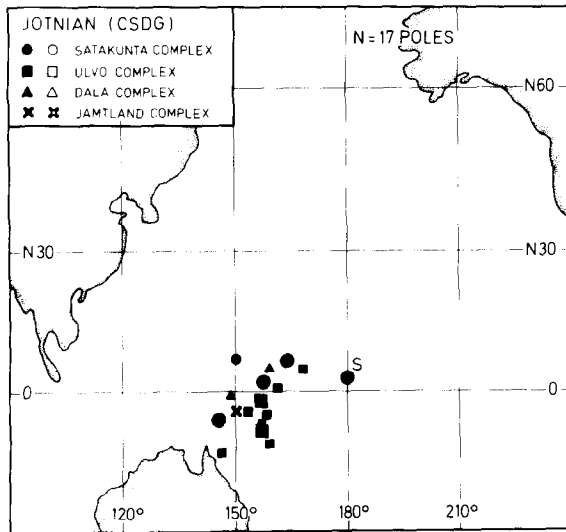 JOTNIAN (CSDG)
● ○ SATAKUNTA COMPLEX
■ □ ULVO COMPLEX
▲ △ DALA COMPLEX
✖ ✖ JAMTLAND COMPLEX
N = 17 POLES
N60
N30 N30
S
0 0
120° 150° 180° 210°